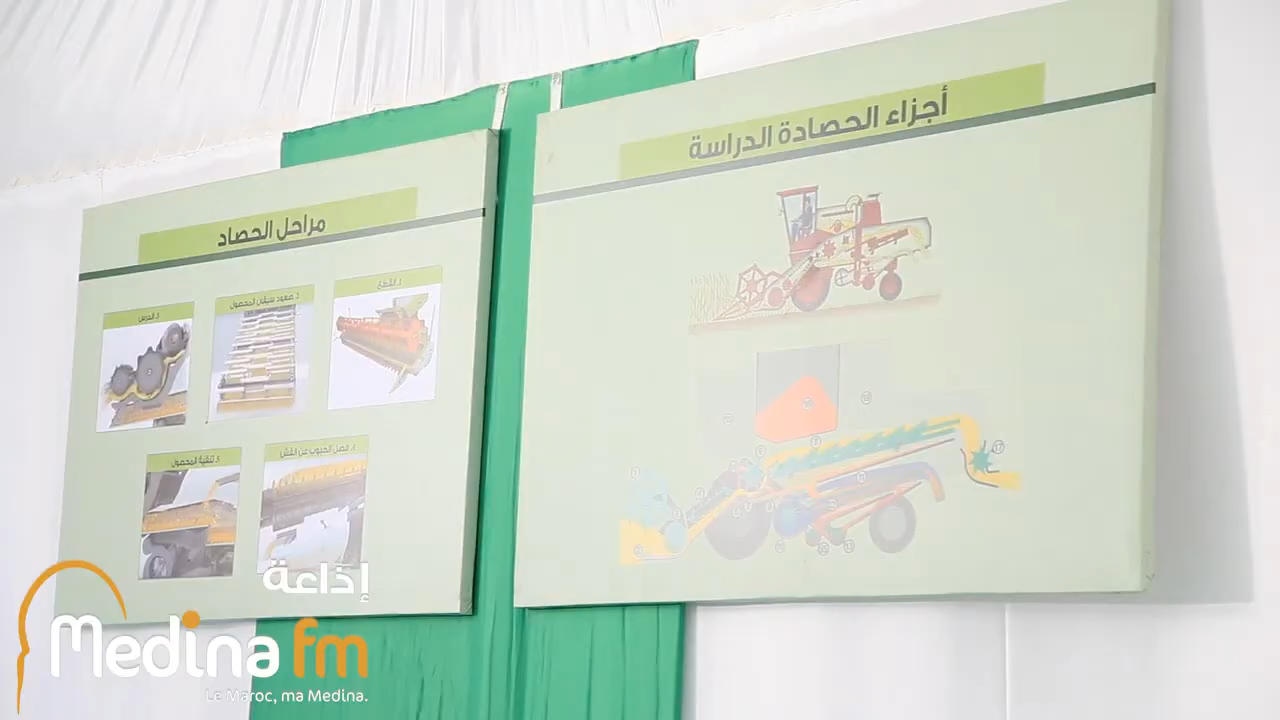 أجزاء الحصادة الدراسة
مراحل الحصاد
1. القطع
2. صعود سيقان المحصول
3. الدرس
4. فصل الحبوب عن القش
5. تنقية المحصول
إذاعة
Medina fm
Le Maroc, ma Medina.